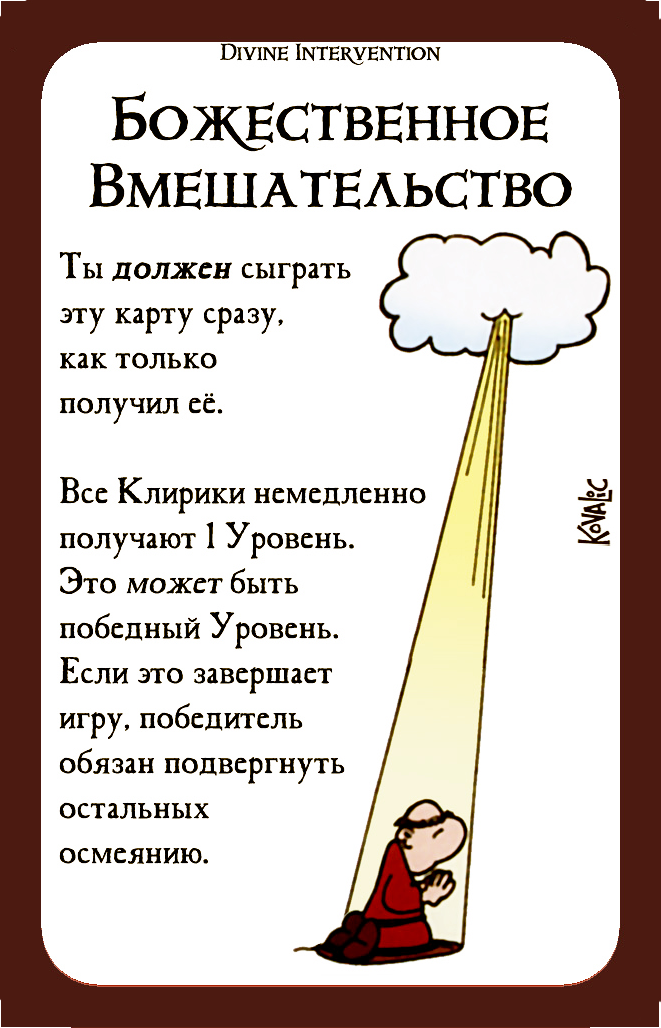 Divine Intervention
Божественное
Вмешательство
Ты должен сыграть
эту карту сразу,
как только
получил её.
Все Клирики немедленно
получают 1 Уровень.
Это может быть
победный Уровень.
Если это завершает
игру, победитель
обязан подвергнуть
остальных
осмеянию.
Kovalic